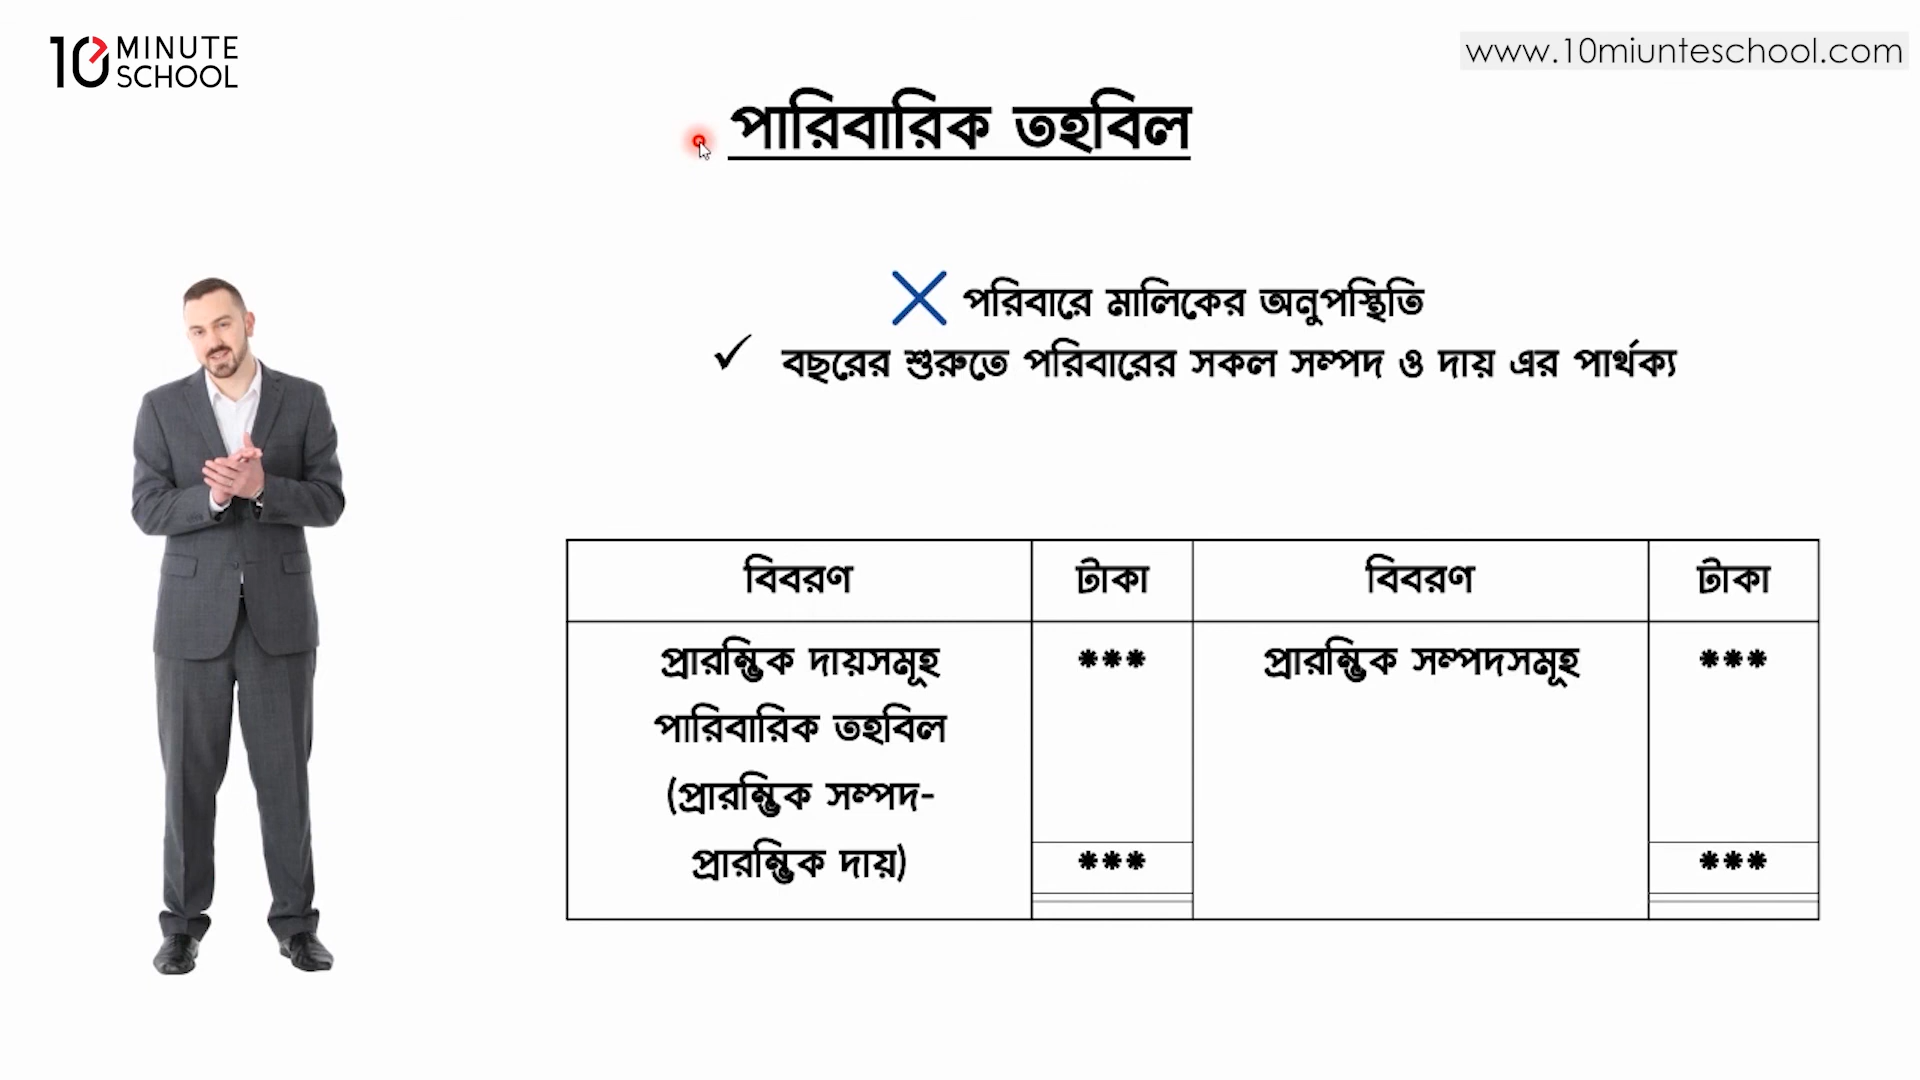 10 MINUTE
SCHOOL
www.10miunteschool.com
পারিবারিক তহবিল
পরিবারে মালিকের অনুপস্থিতি
✓ বছরের শুরুতে পরিবারের সকল সম্পদ ও দায় এর পার্থক্য
বিবরণ টাকা বিবরণ টাকা
প্রারম্ভিক দায়সমূহ *** প্রারম্ভিক সম্পদসমূহ ***
পারিবারিক তহবিল
(প্রারম্ভিক সম্পদ-
প্রারম্ভিক দায়) *** ***